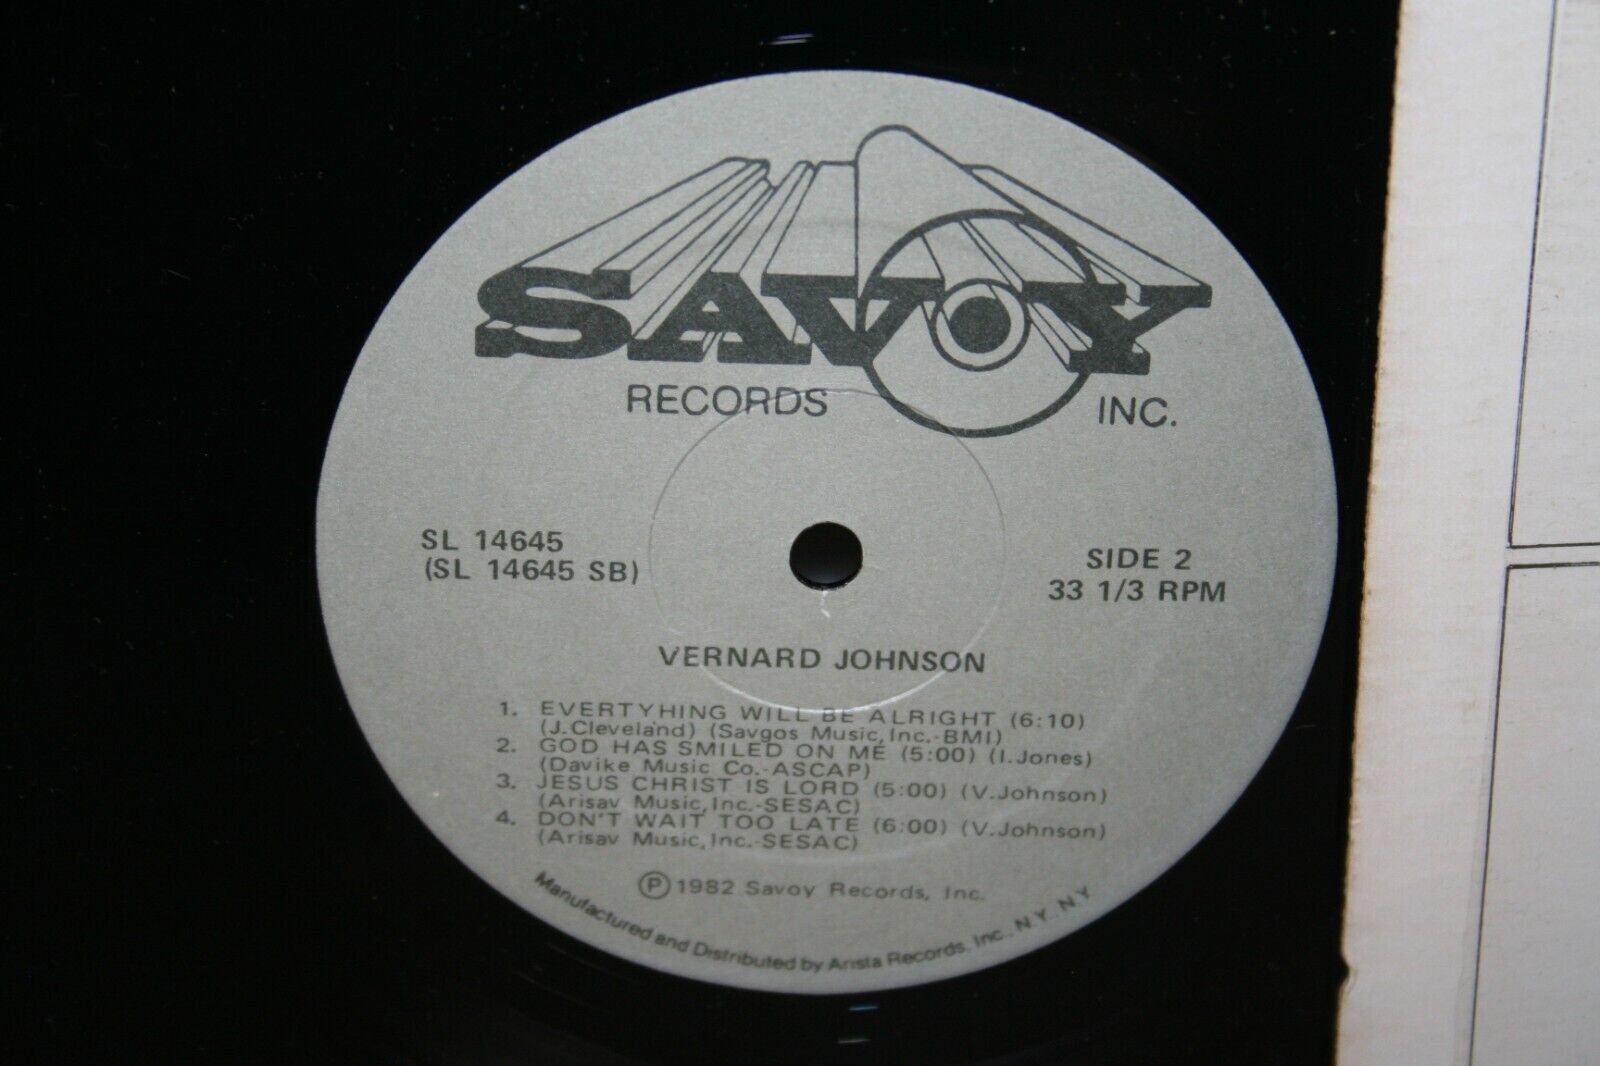 SAVOY
RECORDS INC.
SL 14645
(SL 14645 SB)
SIDE 2
33 1/3 RPM
VERNARD JOHNSON
1. EVERTYHING WILL BE ALRIGHT (6:10)
(J.Cleveland) (Savgos Music, Inc.-BMI)
2. GOD HAS SMILED ON ME (5:00) (I.Jones)
(Davike Music Co.-ASCAP)
3. JESUS CHRIST IS LORD (5:00) (V.Johnson)
(Arisav Music, Inc.-SESAC)
4. DON'T WAIT TOO LATE (6:00) (V.Johnson)
(Arisav Music, Inc.-SESAC)
Ⓟ 1982 Savoy Records, Inc.
Manufactured and Distributed by Arista Records, Inc., N.Y., N.Y.